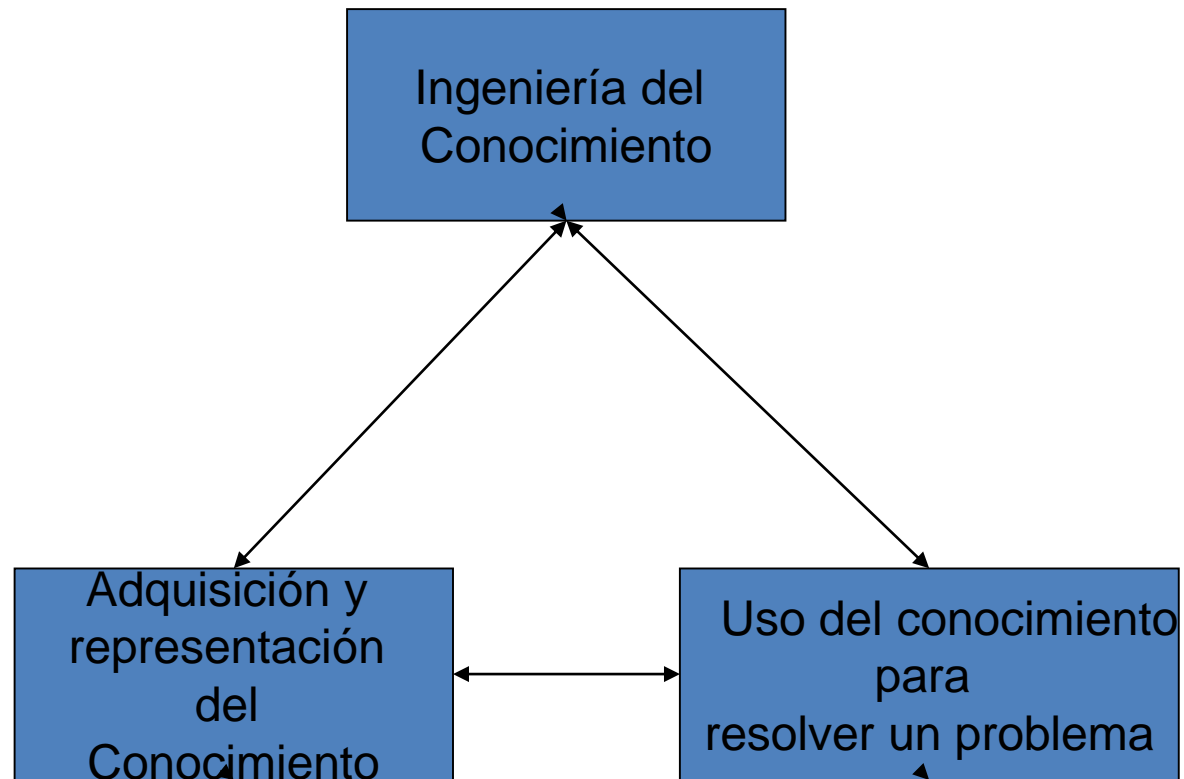 Ingeniería del
Conocimiento
Adquisición y
representación
del
Conocimiento
Uso del conocimiento
para
resolver un problema